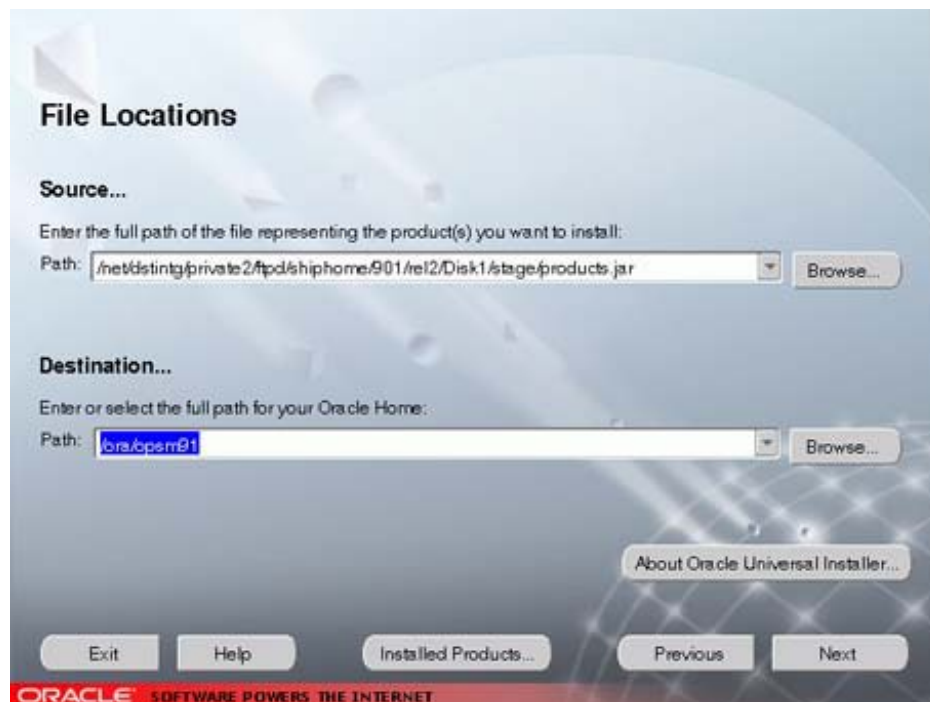 File Locations
Source...
Enter the full path of the file representing the product(s) you want to install:
Path: /net/dstintg/private2/ftpd/shiphome/901/rel2/Disk1/stage/products.jar Browse...
Destination...
Enter or select the full path for your Oracle Home:
Path: /ora/opsm91 Browse...
About Oracle Universal Installer...
Exit Help Installed Products... Previous Next
ORACLE SOFTWARE POWERS THE INTERNET